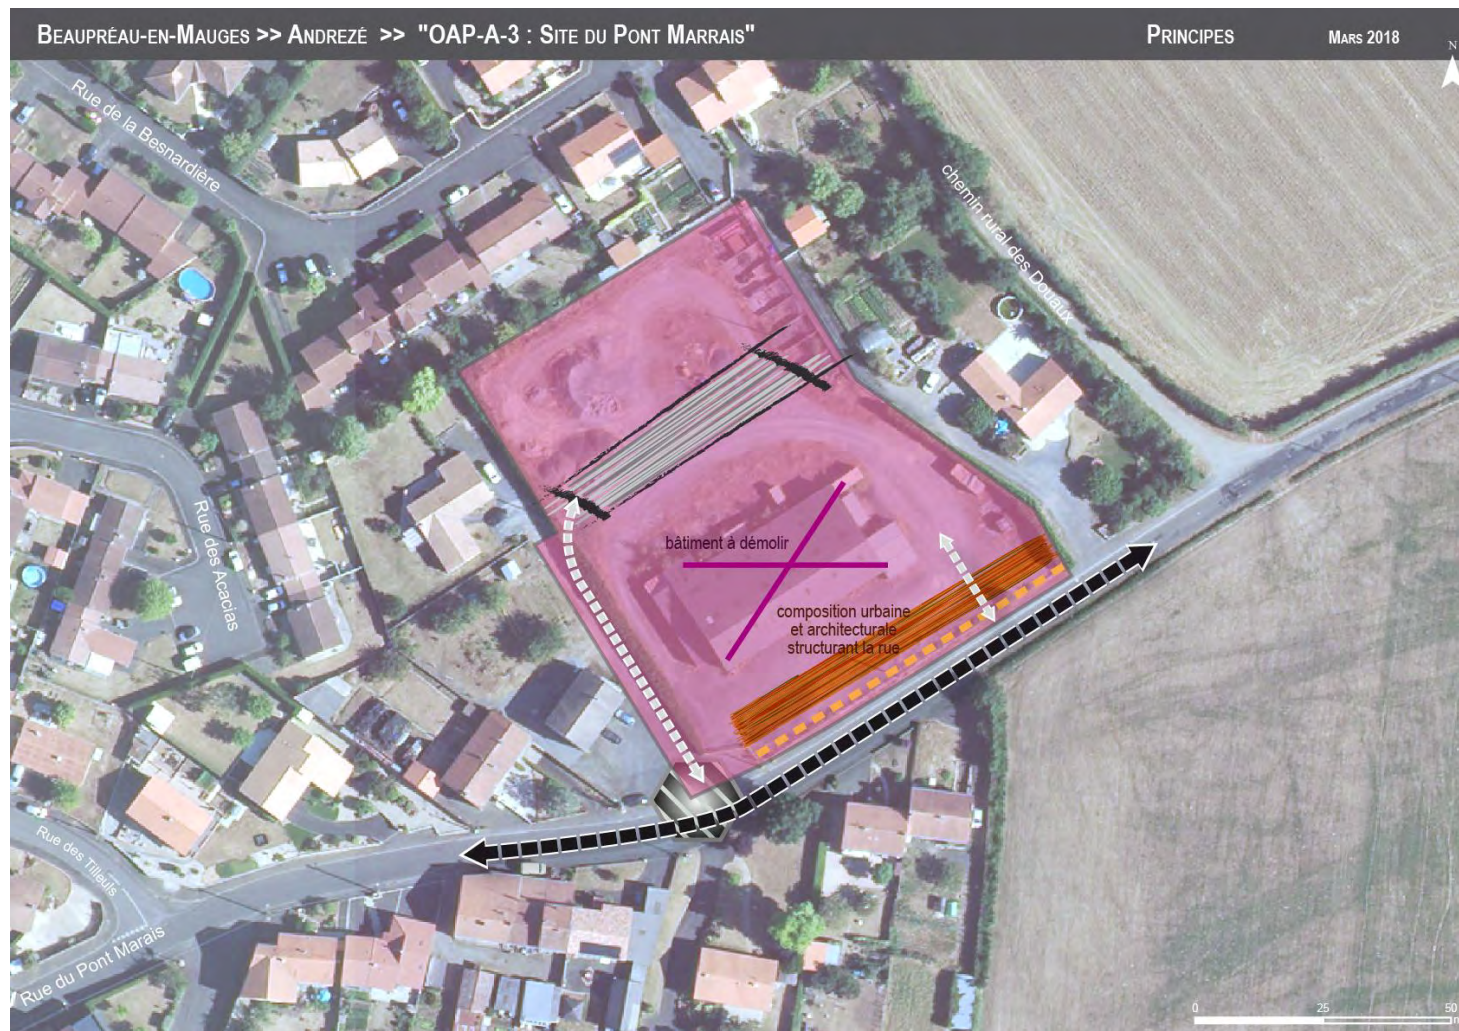 BEAUPRÉAU-EN-MAUGES >> ANDREZÉ >> "OAP-A-3 : SITE DU PONT MARRAIS"
PRINCIPES
MARS 2018
N
Rue de la Besnardière
chemin rural des Douaux
Rue des Acacias
bâtiment à démolir
composition urbaine
et architecturale
structurant la rue
Rue des Tilleuls
Rue du Pont Marais
0 25 50
m